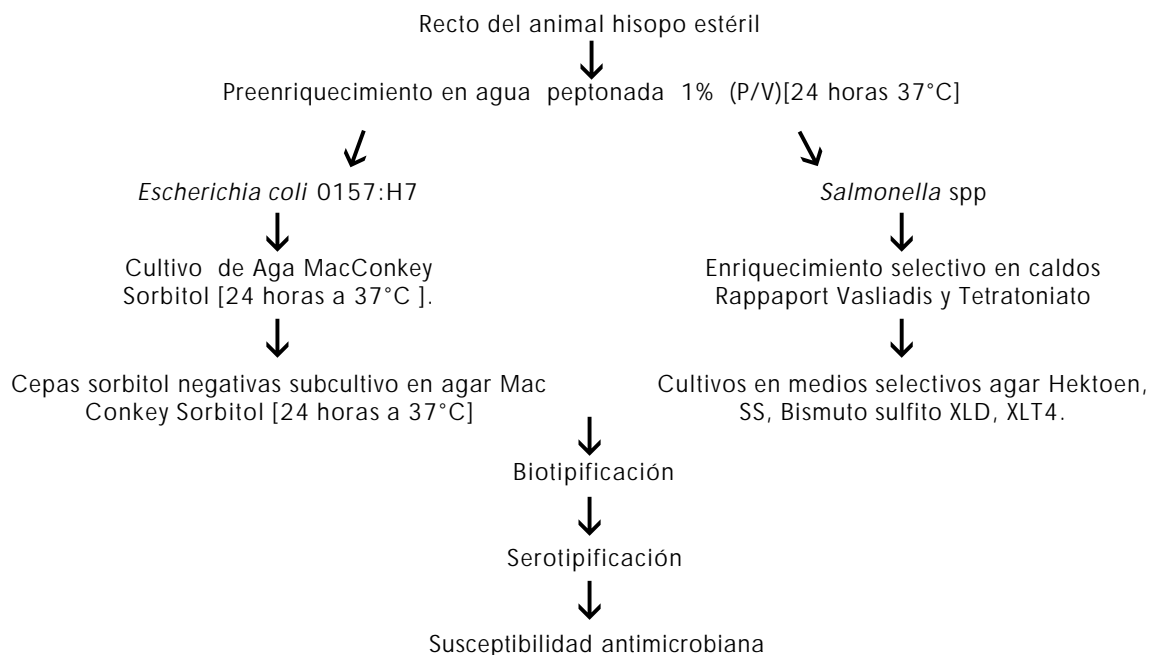 Recto del animal hisopo estéril
Preenriquecimiento en agua peptonada 1% (P/V)[24 horas 37°C]
Escherichia coli 0157:H7
Salmonella spp
Cultivo de Aga MacConkey
Sorbitol [24 horas a 37°C ].
Enriquecimiento selectivo en caldos
Rappaport Vasliadis y Tetratoniato
Cepas sorbitol negativas subcultivo en agar Mac
Conkey Sorbitol [24 horas a 37°C]
Cultivos en medios selectivos agar Hektoen,
SS, Bismuto sulfito XLD, XLT4.
Biotipificación
Serotipificación
Susceptibilidad antimicrobiana